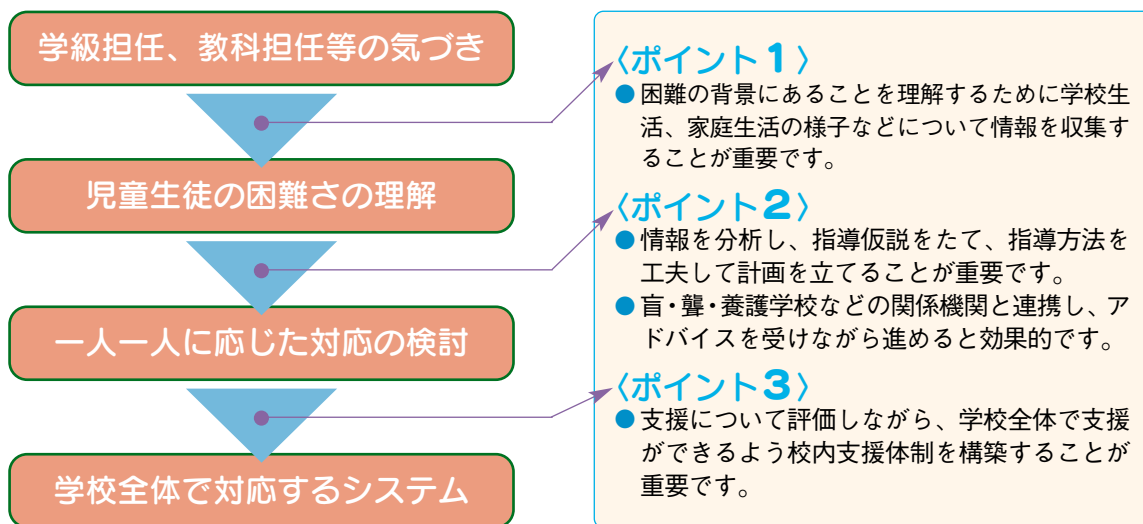 学級担任、教科担任等の気づき
児童生徒の困難さの理解
一人一人に応じた対応の検討
学校全体で対応するシステム
〈ポイント1〉
●困難の背景にあることを理解するために学校生
活、家庭生活の様子などについて情報を収集す
ることが重要です。
〈ポイント2〉
●情報を分析し、指導仮説をたて、指導方法を
工夫して計画を立てることが重要です。
●盲・聾・養護学校などの関係機関と連携し、ア
ドバイスを受けながら進めると効果的です。
〈ポイント3〉
●支援について評価しながら、学校全体で支援
ができるよう校内支援体制を構築することが
重要です。